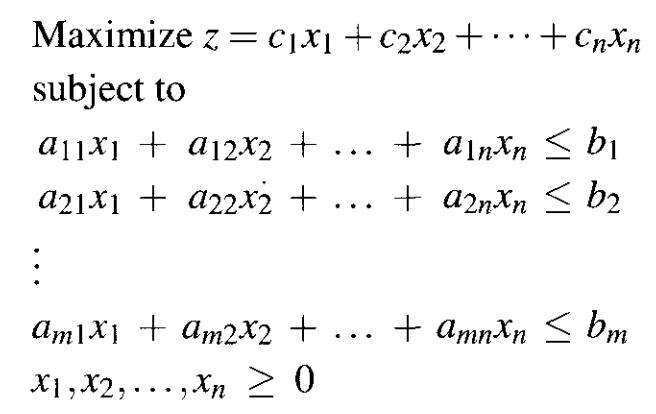 Maximize z = c₁x₁ + c₂x₂ + ⋯ + cₙxₙ
subject to
a₁₁x₁ + a₁₂x₂ + … + a₁ₙxₙ ≤ b₁
a₂₁x₁ + a₂₂x₂ + … + a₂ₙxₙ ≤ b₂
⋮
aₘ₁x₁ + aₘ₂x₂ + … + aₘₙxₙ ≤ bₘ
x₁,x₂,…,xₙ ≥ 0